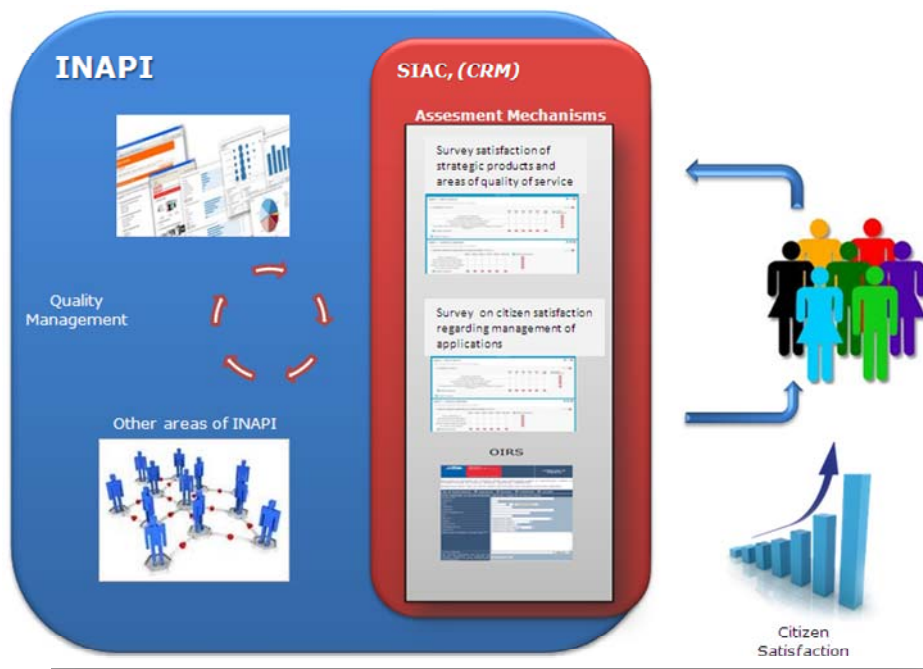 INAPI
SIAC, (CRM)
Assesment Mechanisms
Survey satisfaction of
strategic products and
areas of quality of service
Quality
Management
Survey on citizen satisfaction
regarding management of
applications
Other areas of INAPI
OIRS
Citizen
Satisfaction